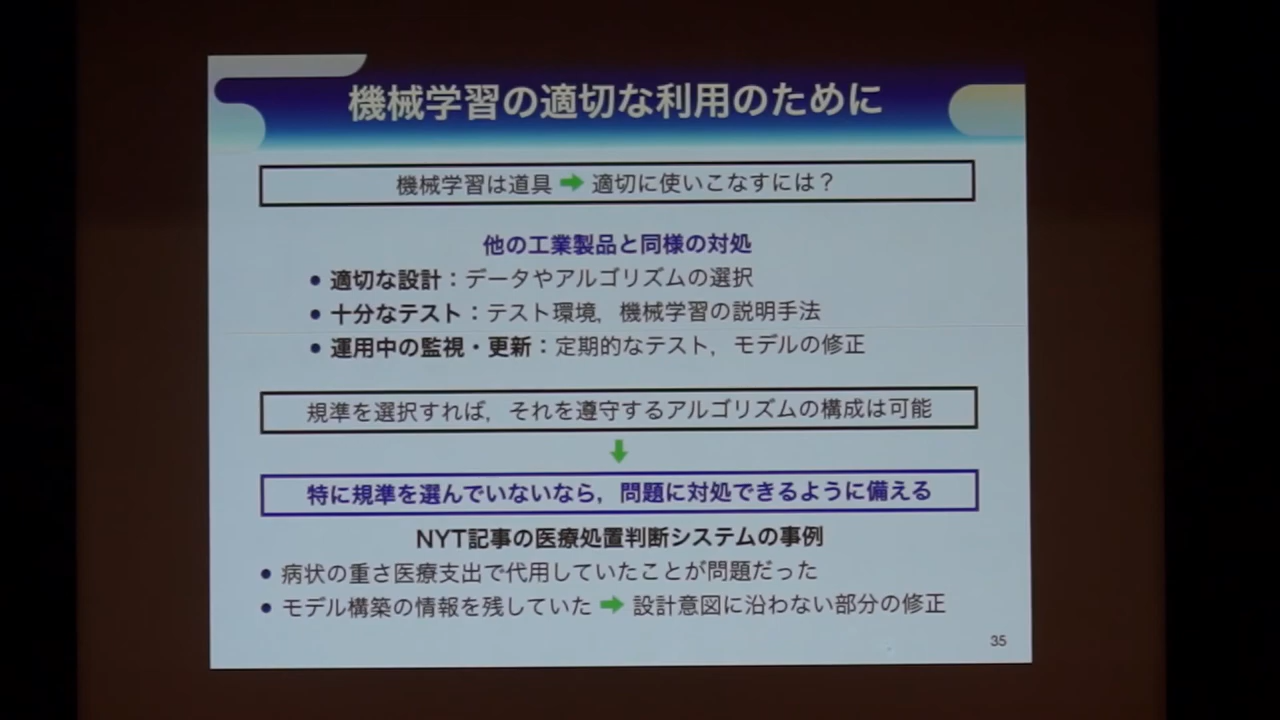 機械学習の適切な利用のために
機械学習は道具 ➡ 適切に使いこなすには？
他の工業製品と同様の対処
● 適切な設計：データやアルゴリズムの選択
● 十分なテスト：テスト環境，機械学習の説明手法
● 運用中の監視・更新：定期的なテスト，モデルの修正
規準を選択すれば，それを遵守するアルゴリズムの構成は可能
⬇
特に規準を選んでいないなら，問題に対処できるように備える
NYT記事の医療処置判断システムの事例
● 病状の重さ医療支出で代用していたことが問題だった
● モデル構築の情報を残していた ➡ 設計意図に沿わない部分の修正
35